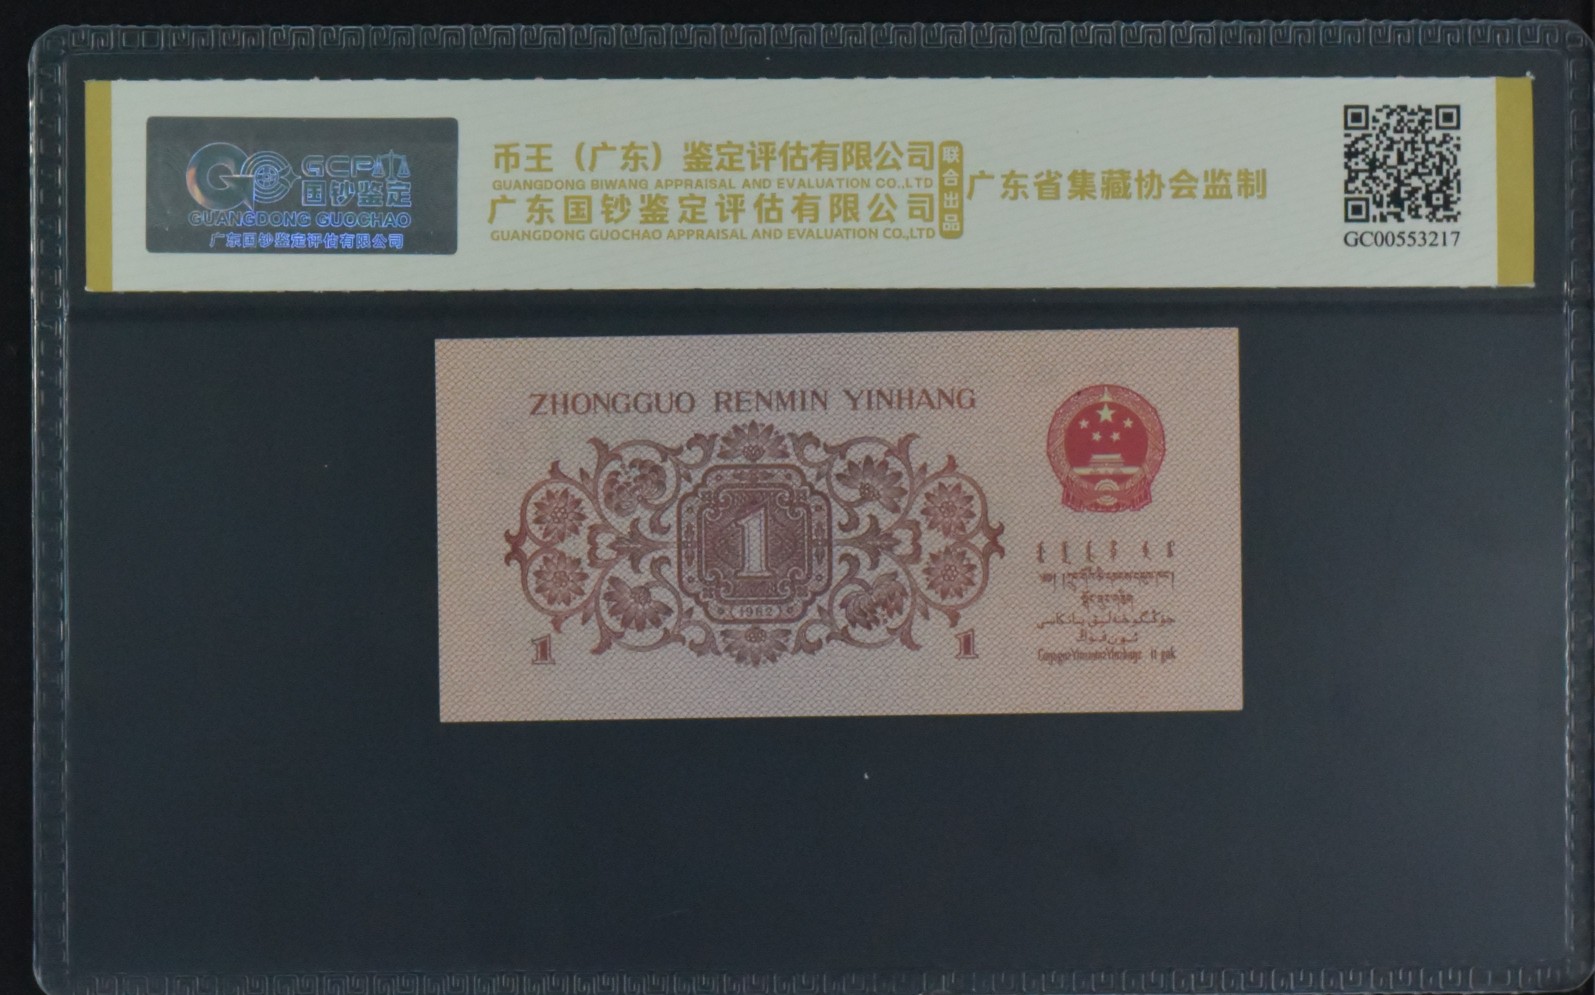 GCPA
国钞鉴定
GUANGDONG GUOCHAO
广东国钞鉴定评估有限公司
币王（广东）鉴定评估有限公司
GUANGDONG BIWANG APPRAISAL AND EVALUATION CO.,LTD
广东国钞鉴定评估有限公司
GUANGDONG GUOCHAO APPRAISAL AND EVALUATION CO.,LTD
联合出品
广东省集藏协会监制
GC00553217
ZHONGGUO RENMIN YINHANG
1
(1962)
1
1